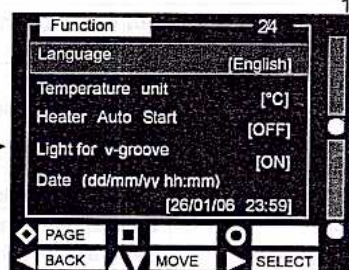 Function 2/4
Language
[English]
Temperature unit
[°C]
Heater Auto Start
[OFF]
Light for v-groove
[ON]
Date (dd/mm/yy hh:mm)
[26/01/06 23:59]
PAGE
BACK MOVE SELECT